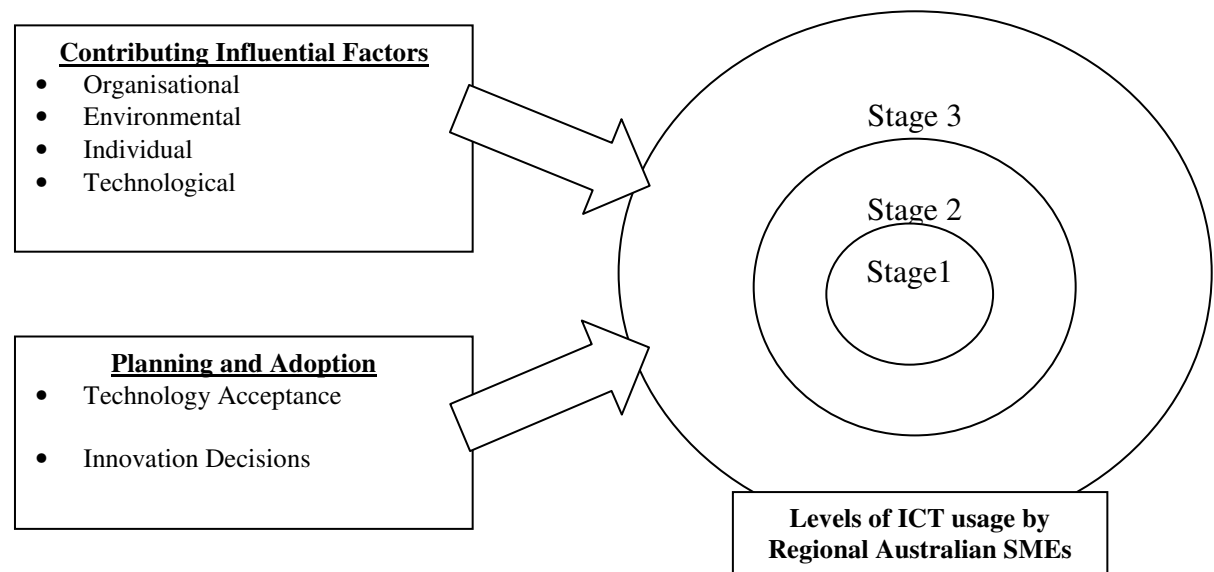 Contributing Influential Factors
• Organisational
• Environmental
• Individual
• Technological
Planning and Adoption
• Technology Acceptance
• Innovation Decisions
Stage 3
Stage 2
Stage1
Levels of ICT usage by
Regional Australian SMEs